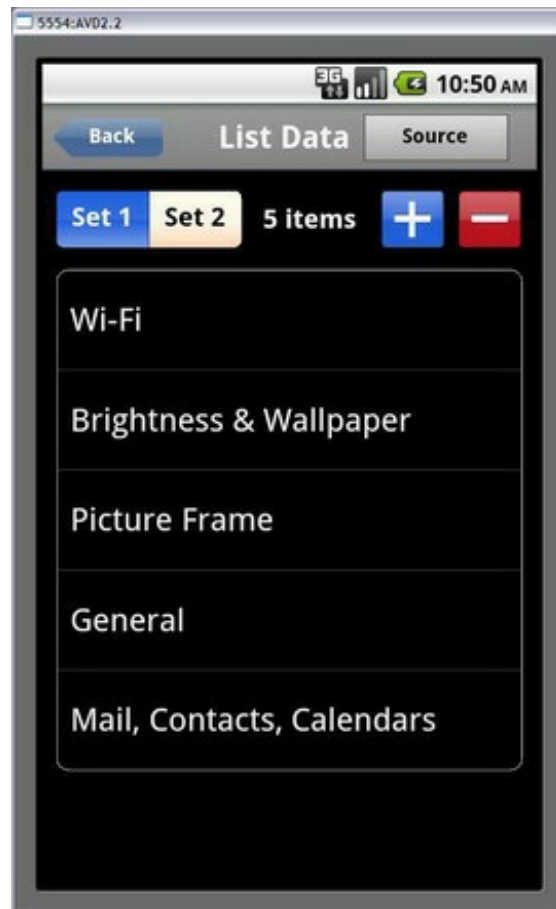 5554:AVD2.2
3G 10:50 AM
Back List Data Source
Set 1 Set 2 5 items + −
Wi-Fi
Brightness & Wallpaper
Picture Frame
General
Mail, Contacts, Calendars